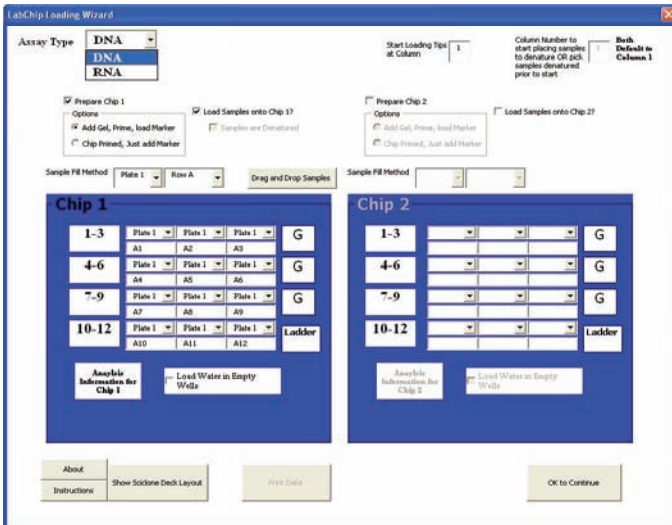 LabChip Loading Wizard
Assay Type
DNA
DNA
RNA
Start Loading Tips
at Column
1
Column Number to
start placing samples
to denature OR pick
samples denatured
prior to start
1
Both
Default to
Column 1
Prepare Chip 1
Options
Add Gel, Prime, load Marker
Chip Primed, Just add Marker
Load Samples onto Chip 1?
Samples are Denatured
Prepare Chip 2
Options
Add Gel, Prime, load Marker
Chip Primed, Just add Marker
Load Samples onto Chip 2?
Sample Fill Method
Plate 1
Row A
Drag and Drop Samples
Sample Fill Method
Chip 1
1-3
Plate 1 Plate 1 Plate 1
A1 A2 A3
G
4-6
Plate 1 Plate 1 Plate 1
A4 A5 A6
G
7-9
Plate 1 Plate 1 Plate 1
A7 A8 A9
G
10-12
Plate 1 Plate 1 Plate 1
A10 A11 A12
Ladder
Anaylsis
Information for
Chip 1
Load Water in Empty
Wells
Chip 2
1-3
G
4-6
G
7-9
G
10-12
Ladder
Anaylsis
Information for
Chip 2
Load Water in Empty
Wells
About
Instructions
Show Sciclone Deck Layout
Print Data
OK to Continue